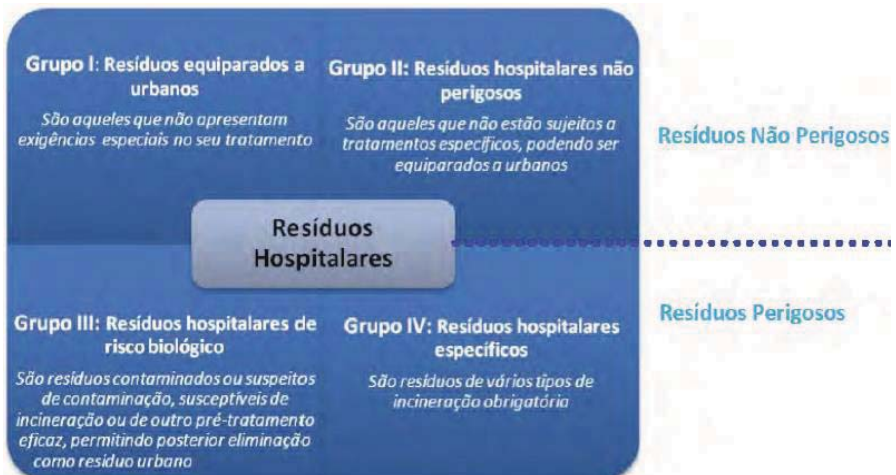 Grupo I: Resíduos equiparados a
urbanos
São aqueles que não apresentam
exigências especiais no seu tratamento
Grupo II: Resíduos hospitalares não
perigosos
São aqueles que não estão sujeitos a
tratamentos específicos, podendo ser
equiparados a urbanos
Resíduos Não Perigosos
Resíduos
Hospitalares
Grupo III: Resíduos hospitalares de
risco biológico
São resíduos contaminados ou suspeitos
de contaminação, susceptíveis de
incineração ou de outro pré-tratamento
eficaz, permitindo posterior eliminação
como resíduo urbano
Grupo IV: Resíduos hospitalares
específicos
São resíduos de vários tipos de
incineração obrigatória
Resíduos Perigosos